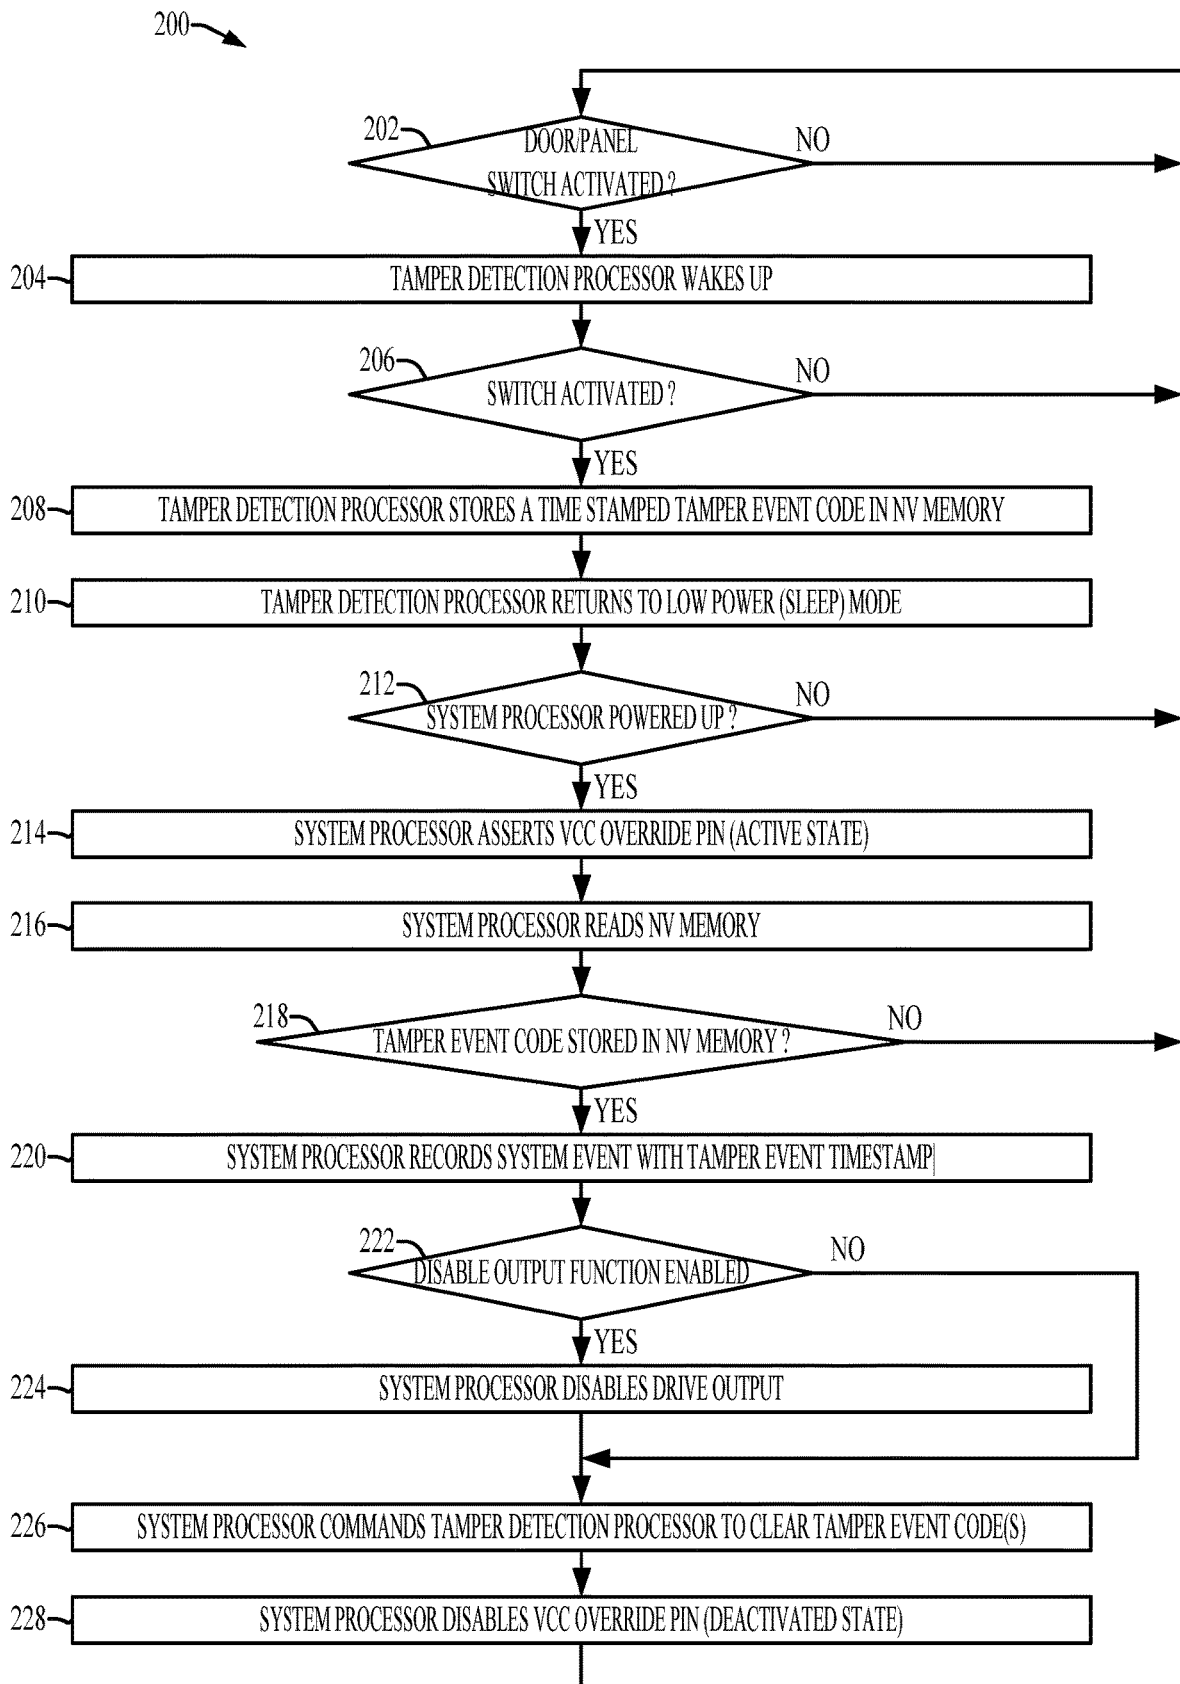 200
202
DOOR/PANEL
SWITCH ACTIVATED ?
NO
YES
204
TAMPER DETECTION PROCESSOR WAKES UP
206
SWITCH ACTIVATED ?
NO
YES
208
TAMPER DETECTION PROCESSOR STORES A TIME STAMPED TAMPER EVENT CODE IN NV MEMORY
210
TAMPER DETECTION PROCESSOR RETURNS TO LOW POWER (SLEEP) MODE
212
SYSTEM PROCESSOR POWERED UP ?
NO
YES
214
SYSTEM PROCESSOR ASSERTS VCC OVERRIDE PIN (ACTIVE STATE)
216
SYSTEM PROCESSOR READS NV MEMORY
218
TAMPER EVENT CODE STORED IN NV MEMORY ?
NO
YES
220
SYSTEM PROCESSOR RECORDS SYSTEM EVENT WITH TAMPER EVENT TIMESTAMP
222
DISABLE OUTPUT FUNCTION ENABLED
NO
YES
224
SYSTEM PROCESSOR DISABLES DRIVE OUTPUT
226
SYSTEM PROCESSOR COMMANDS TAMPER DETECTION PROCESSOR TO CLEAR TAMPER EVENT CODE(S)
228
SYSTEM PROCESSOR DISABLES VCC OVERRIDE PIN (DEACTIVATED STATE)